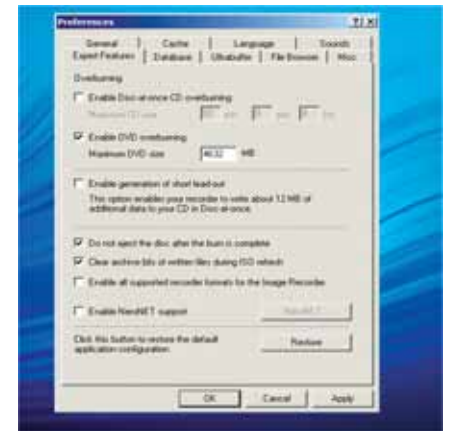 Preferences
General Cache Language Sounds
Expert Features Database Ultrabuffer File Browser Misc
Overburning
Enable Disc-at-once CD overburning
Maximum CD size
Enable DVD overburning
Maximum DVD size 4632 MB
Enable generation of short lead-out
This option enables your recorder to write about 12 MB of
additional data to your CD in Disc-at-once.
Do not eject the disc after the burn is complete
Clear archive bits of written files during ISO refresh
Enable all supported recorder formats for the Image Recorder
Enable NeroNET support NeroNET
Click this button to restore the default
application configuration. Restore
OK Cancel Apply